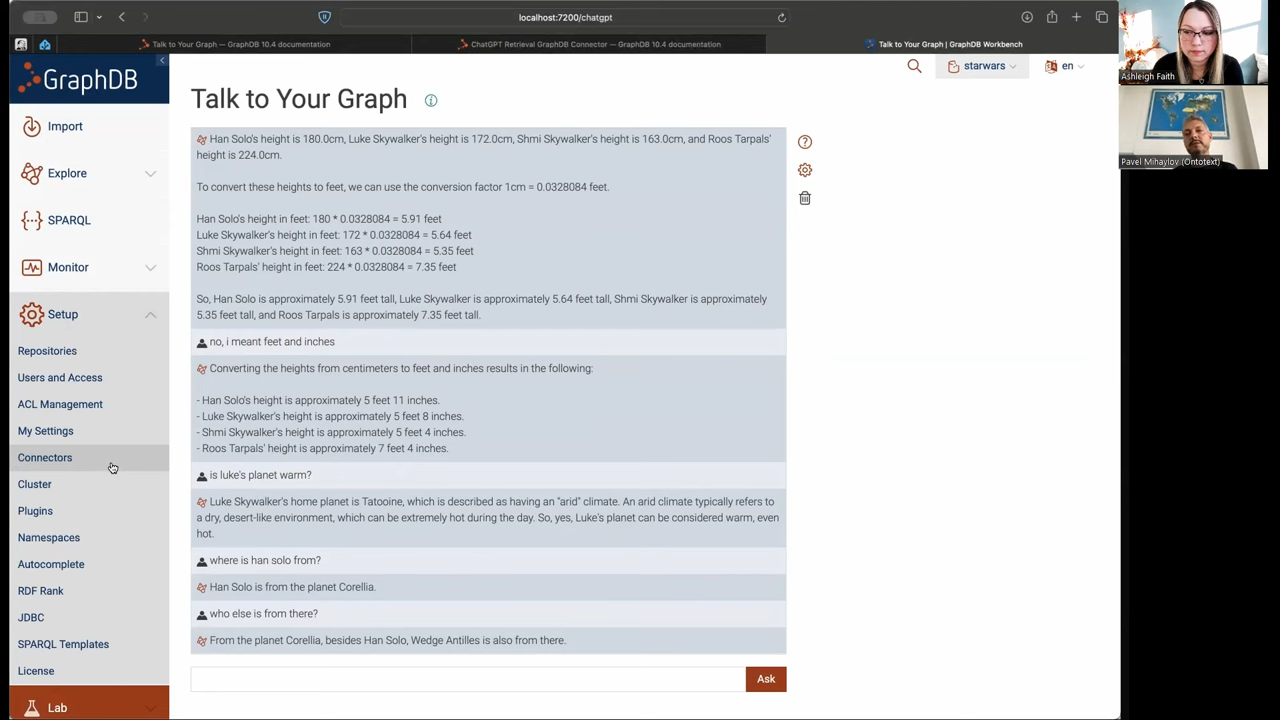 localhost:7200/chatgpt
Talk to Your Graph — GraphDB 10.4 documentation
ChatGPT Retrieval GraphDB Connector — GraphDB 10.4 documentation
Talk to Your Graph | GraphDB Workbench
GraphDB
Import
Explore
SPARQL
Monitor
Setup
Repositories
Users and Access
ACL Management
My Settings
Connectors
Cluster
Plugins
Namespaces
Autocomplete
RDF Rank
JDBC
SPARQL Templates
License
Lab
starwars
en
Talk to Your Graph
Han Solo's height is 180.0cm, Luke Skywalker's height is 172.0cm, Shmi Skywalker's height is 163.0cm, and Roos Tarpals'
height is 224.0cm.
To convert these heights to feet, we can use the conversion factor 1cm = 0.0328084 feet.
Han Solo's height in feet: 180 * 0.0328084 = 5.91 feet
Luke Skywalker's height in feet: 172 * 0.0328084 = 5.64 feet
Shmi Skywalker's height in feet: 163 * 0.0328084 = 5.35 feet
Roos Tarpals' height in feet: 224 * 0.0328084 = 7.35 feet
So, Han Solo is approximately 5.91 feet tall, Luke Skywalker is approximately 5.64 feet tall, Shmi Skywalker is approximately
5.35 feet tall, and Roos Tarpals is approximately 7.35 feet tall.
no, i meant feet and inches
Converting the heights from centimeters to feet and inches results in the following:
- Han Solo's height is approximately 5 feet 11 inches.
- Luke Skywalker's height is approximately 5 feet 8 inches.
- Shmi Skywalker's height is approximately 5 feet 4 inches.
- Roos Tarpals' height is approximately 7 feet 4 inches.
is luke's planet warm?
Luke Skywalker's home planet is Tatooine, which is described as having an "arid" climate. An arid climate typically refers to
a dry, desert-like environment, which can be extremely hot during the day. So, yes, Luke's planet can be considered warm, even
hot.
where is han solo from?
Han Solo is from the planet Corellia.
who else is from there?
From the planet Corellia, besides Han Solo, Wedge Antilles is also from there.
Ask
Ashleigh Faith
Pavel Mihaylov (Ontotext)